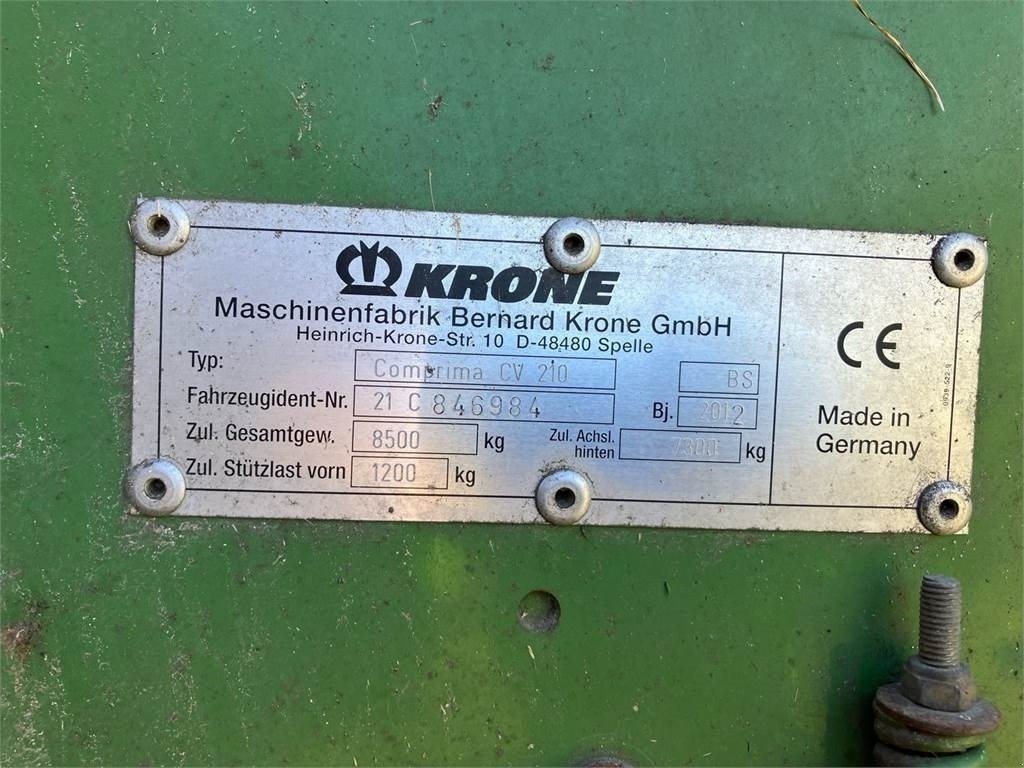 KRONE
Maschinenfabrik Bernard Krone GmbH
Heinrich-Krone-Str. 10 D-48480 Spelle
Typ: Comprima CV 210 BS
Fahrzeugident-Nr. 21 C 846984 Bj. 2012
Zul. Gesamtgew. 8500 kg Zul. Achsl. hinten 7300 kg
Zul. Stützlast vorn 1200 kg
CE
Made in
Germany